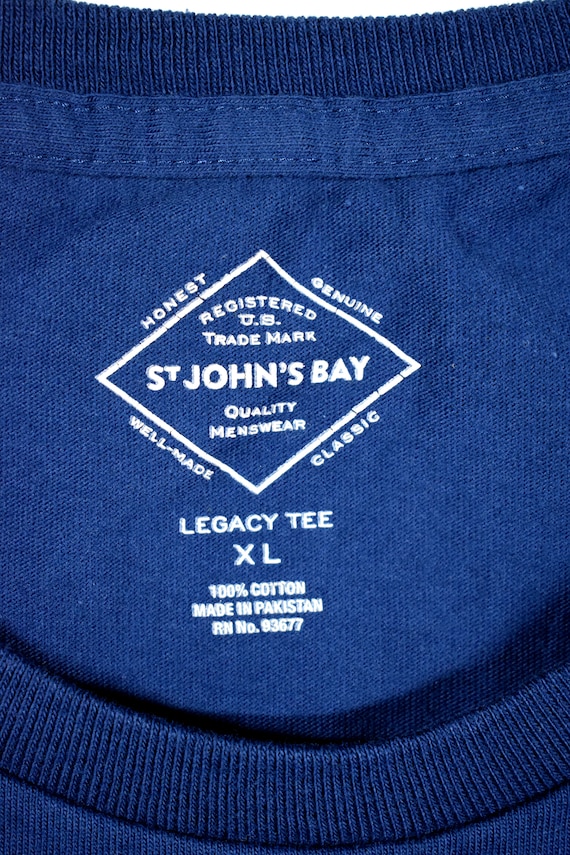 HONEST
GENUINE
REGISTERED
U.S.
TRADE MARK
ST JOHN'S BAY
QUALITY
MENSWEAR
WELL-MADE
CLASSIC
LEGACY TEE
XL
100% COTTON
MADE IN PAKISTAN
RN No. 93677